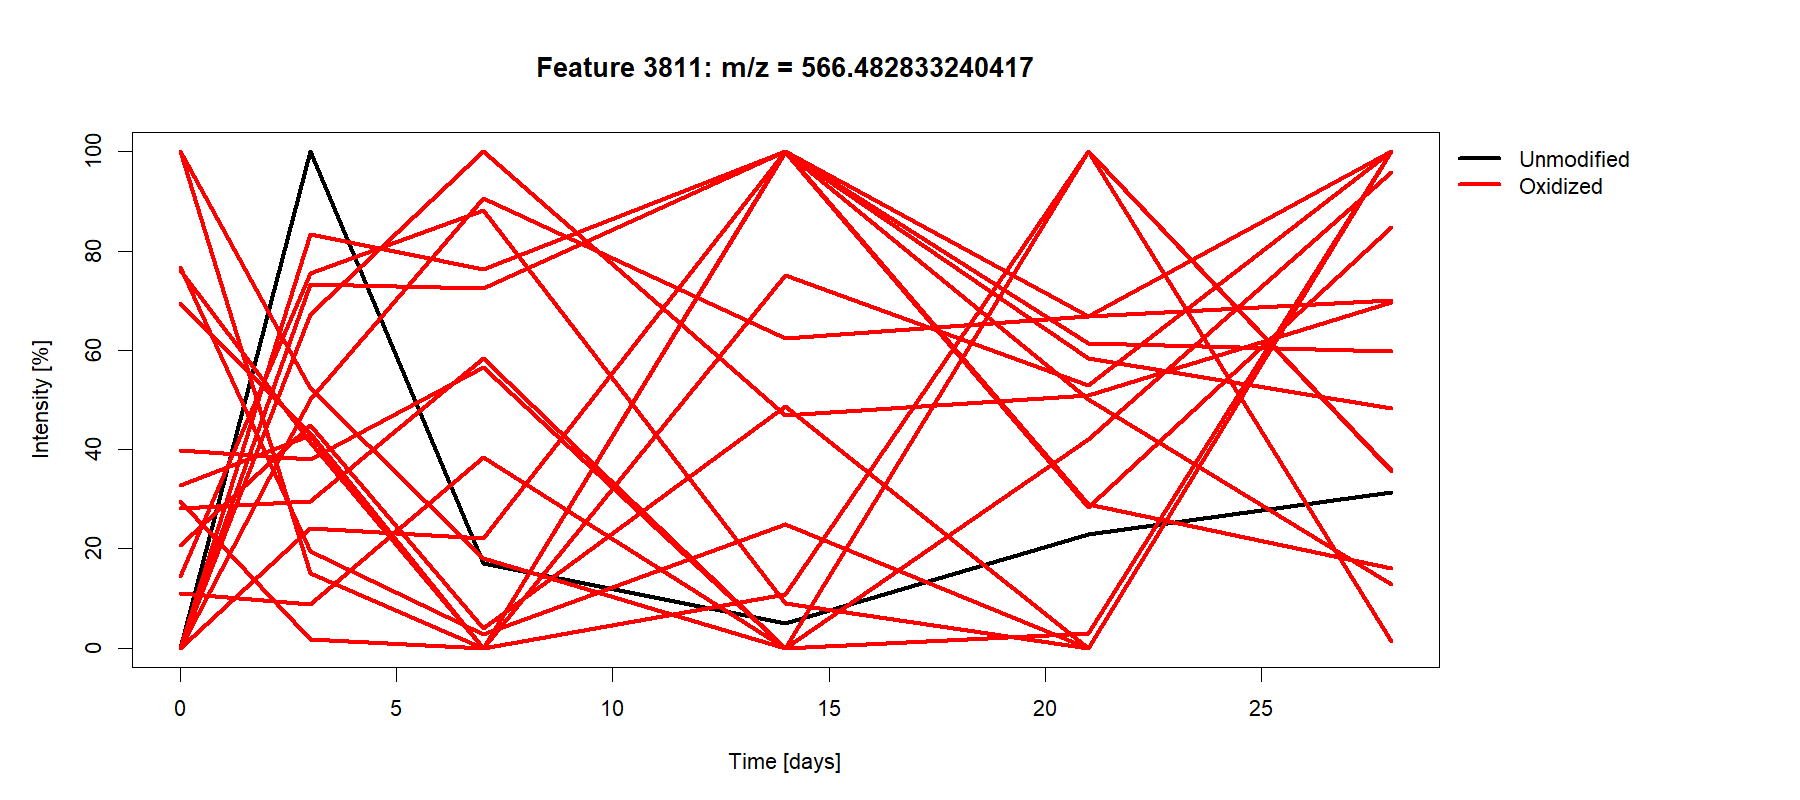 Feature 3811: m/z = 566.482833240417
Unmodified
Oxidized
Intensity [%]
100
80
60
40
20
0
0 5 10 15 20 25
Time [days]